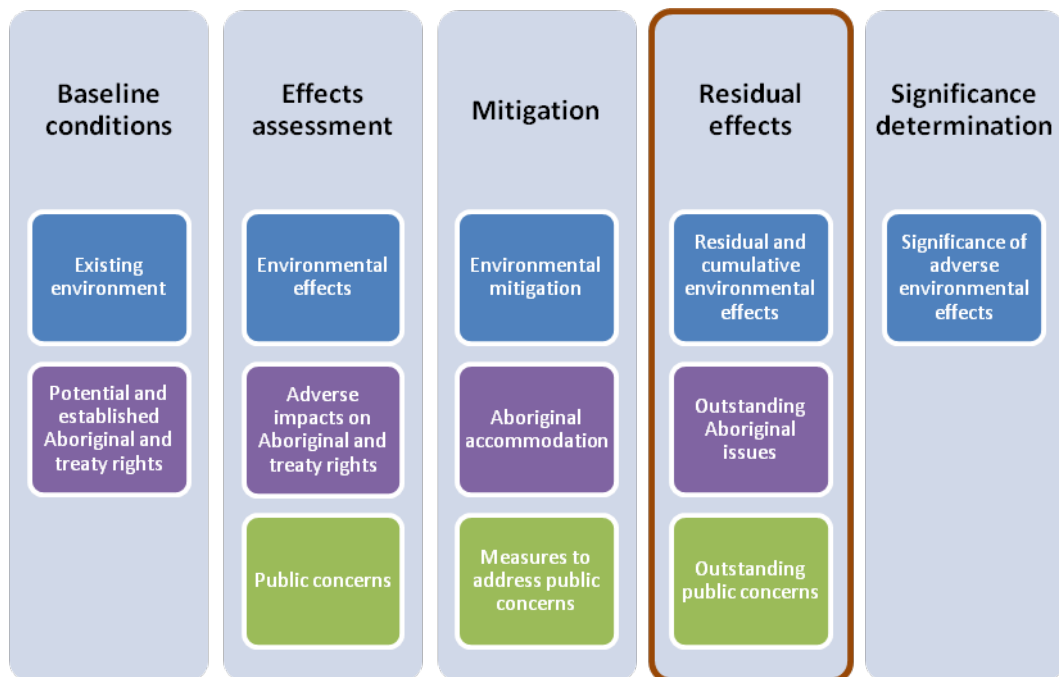 Baseline
conditions
Effects
assessment
Mitigation
Residual
effects
Significance
determination
Existing
environment
Environmental
effects
Environmental
mitigation
Residual and
cumulative
environmental
effects
Significance of
adverse
environmental
effects
Potential and
established
Aboriginal and
treaty rights
Adverse
impacts on
Aboriginal and
treaty rights
Aboriginal
accommodation
Outstanding
Aboriginal
issues
Public concerns
Measures to
address public
concerns
Outstanding
public concerns